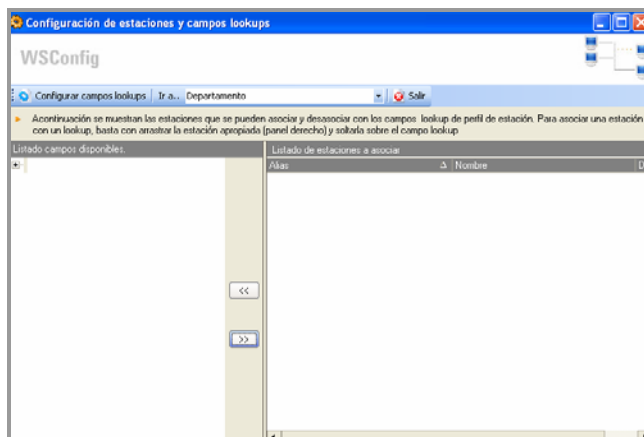 Configuración de estaciones y campos lookups
WSConfig
Configurar campos lookups Ir a.. Departamento Salir
Acontinuación se muestran las estaciones que se pueden asociar y desasociar con los campos lookup de perfil de estación. Para asociar una estación
con un lookup, basta con arrastrar la estación apropiada (panel derecho) y soltarla sobre el campo lookup
Listado campos disponibles. Listado de estaciones a asociar
Alias Nombre D
<<
>>